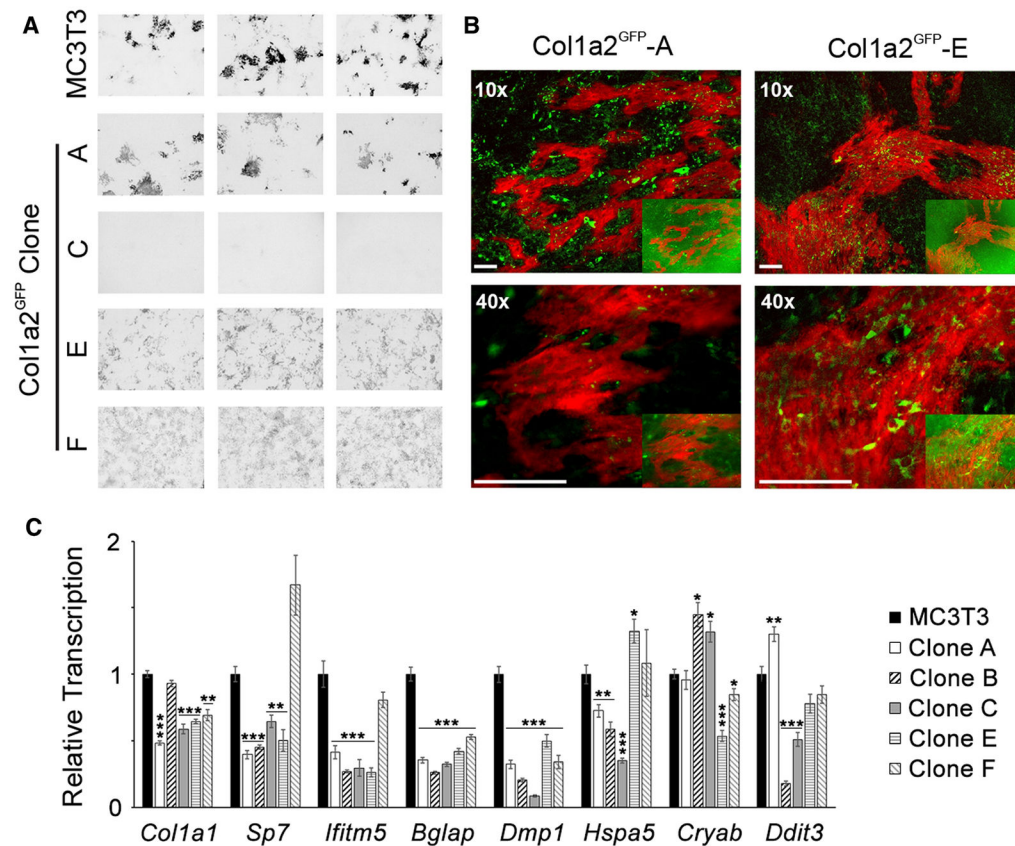 A
MC3T3
Col1a2GFP Clone
A
C
E
F
B
Col1a2GFP-A
Col1a2GFP-E
10x
10x
40x
40x
C
Relative Transcription
2
1
0
***
***
**
***
**
***
***
***
**
***
*
*
*
***
*
**
***
Col1a1 Sp7 Ifitm5 Bglap Dmp1 Hspa5 Cryab Ddit3
MC3T3
Clone A
Clone B
Clone C
Clone E
Clone F